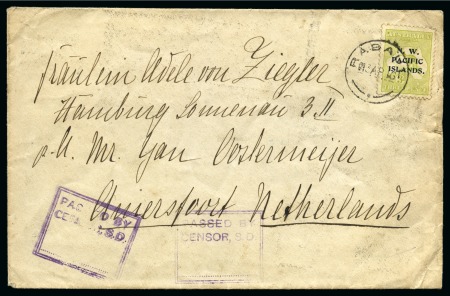 AUSTRALIA
N. W.
PACIFIC
ISLANDS.
RABAUL
Fräulein Adele von Ziegler
Hamburg Sonnenau 3 II
p. A. Mr. Jan Oostermeijer
Amersfoort Netherlands
PASSED BY
CENSOR, S.D.
PASSED BY
CENSOR, S.D.